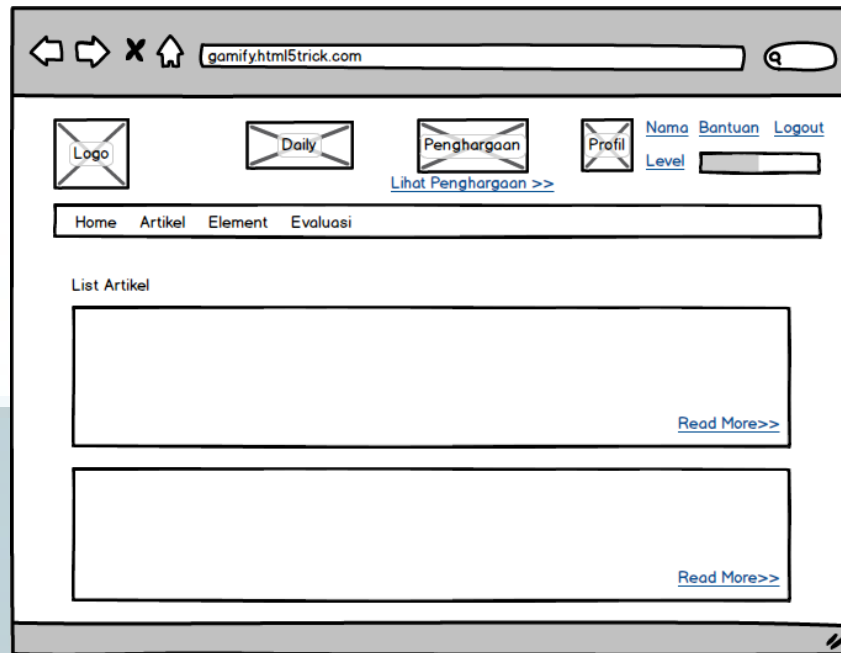 gamify.html5trick.com
Logo
Daily
Penghargaan
Lihat Penghargaan >>
Profil
Nama Bantuan Logout
Level
Home Artikel Element Evaluasi
List Artikel
Read More>>
Read More>>